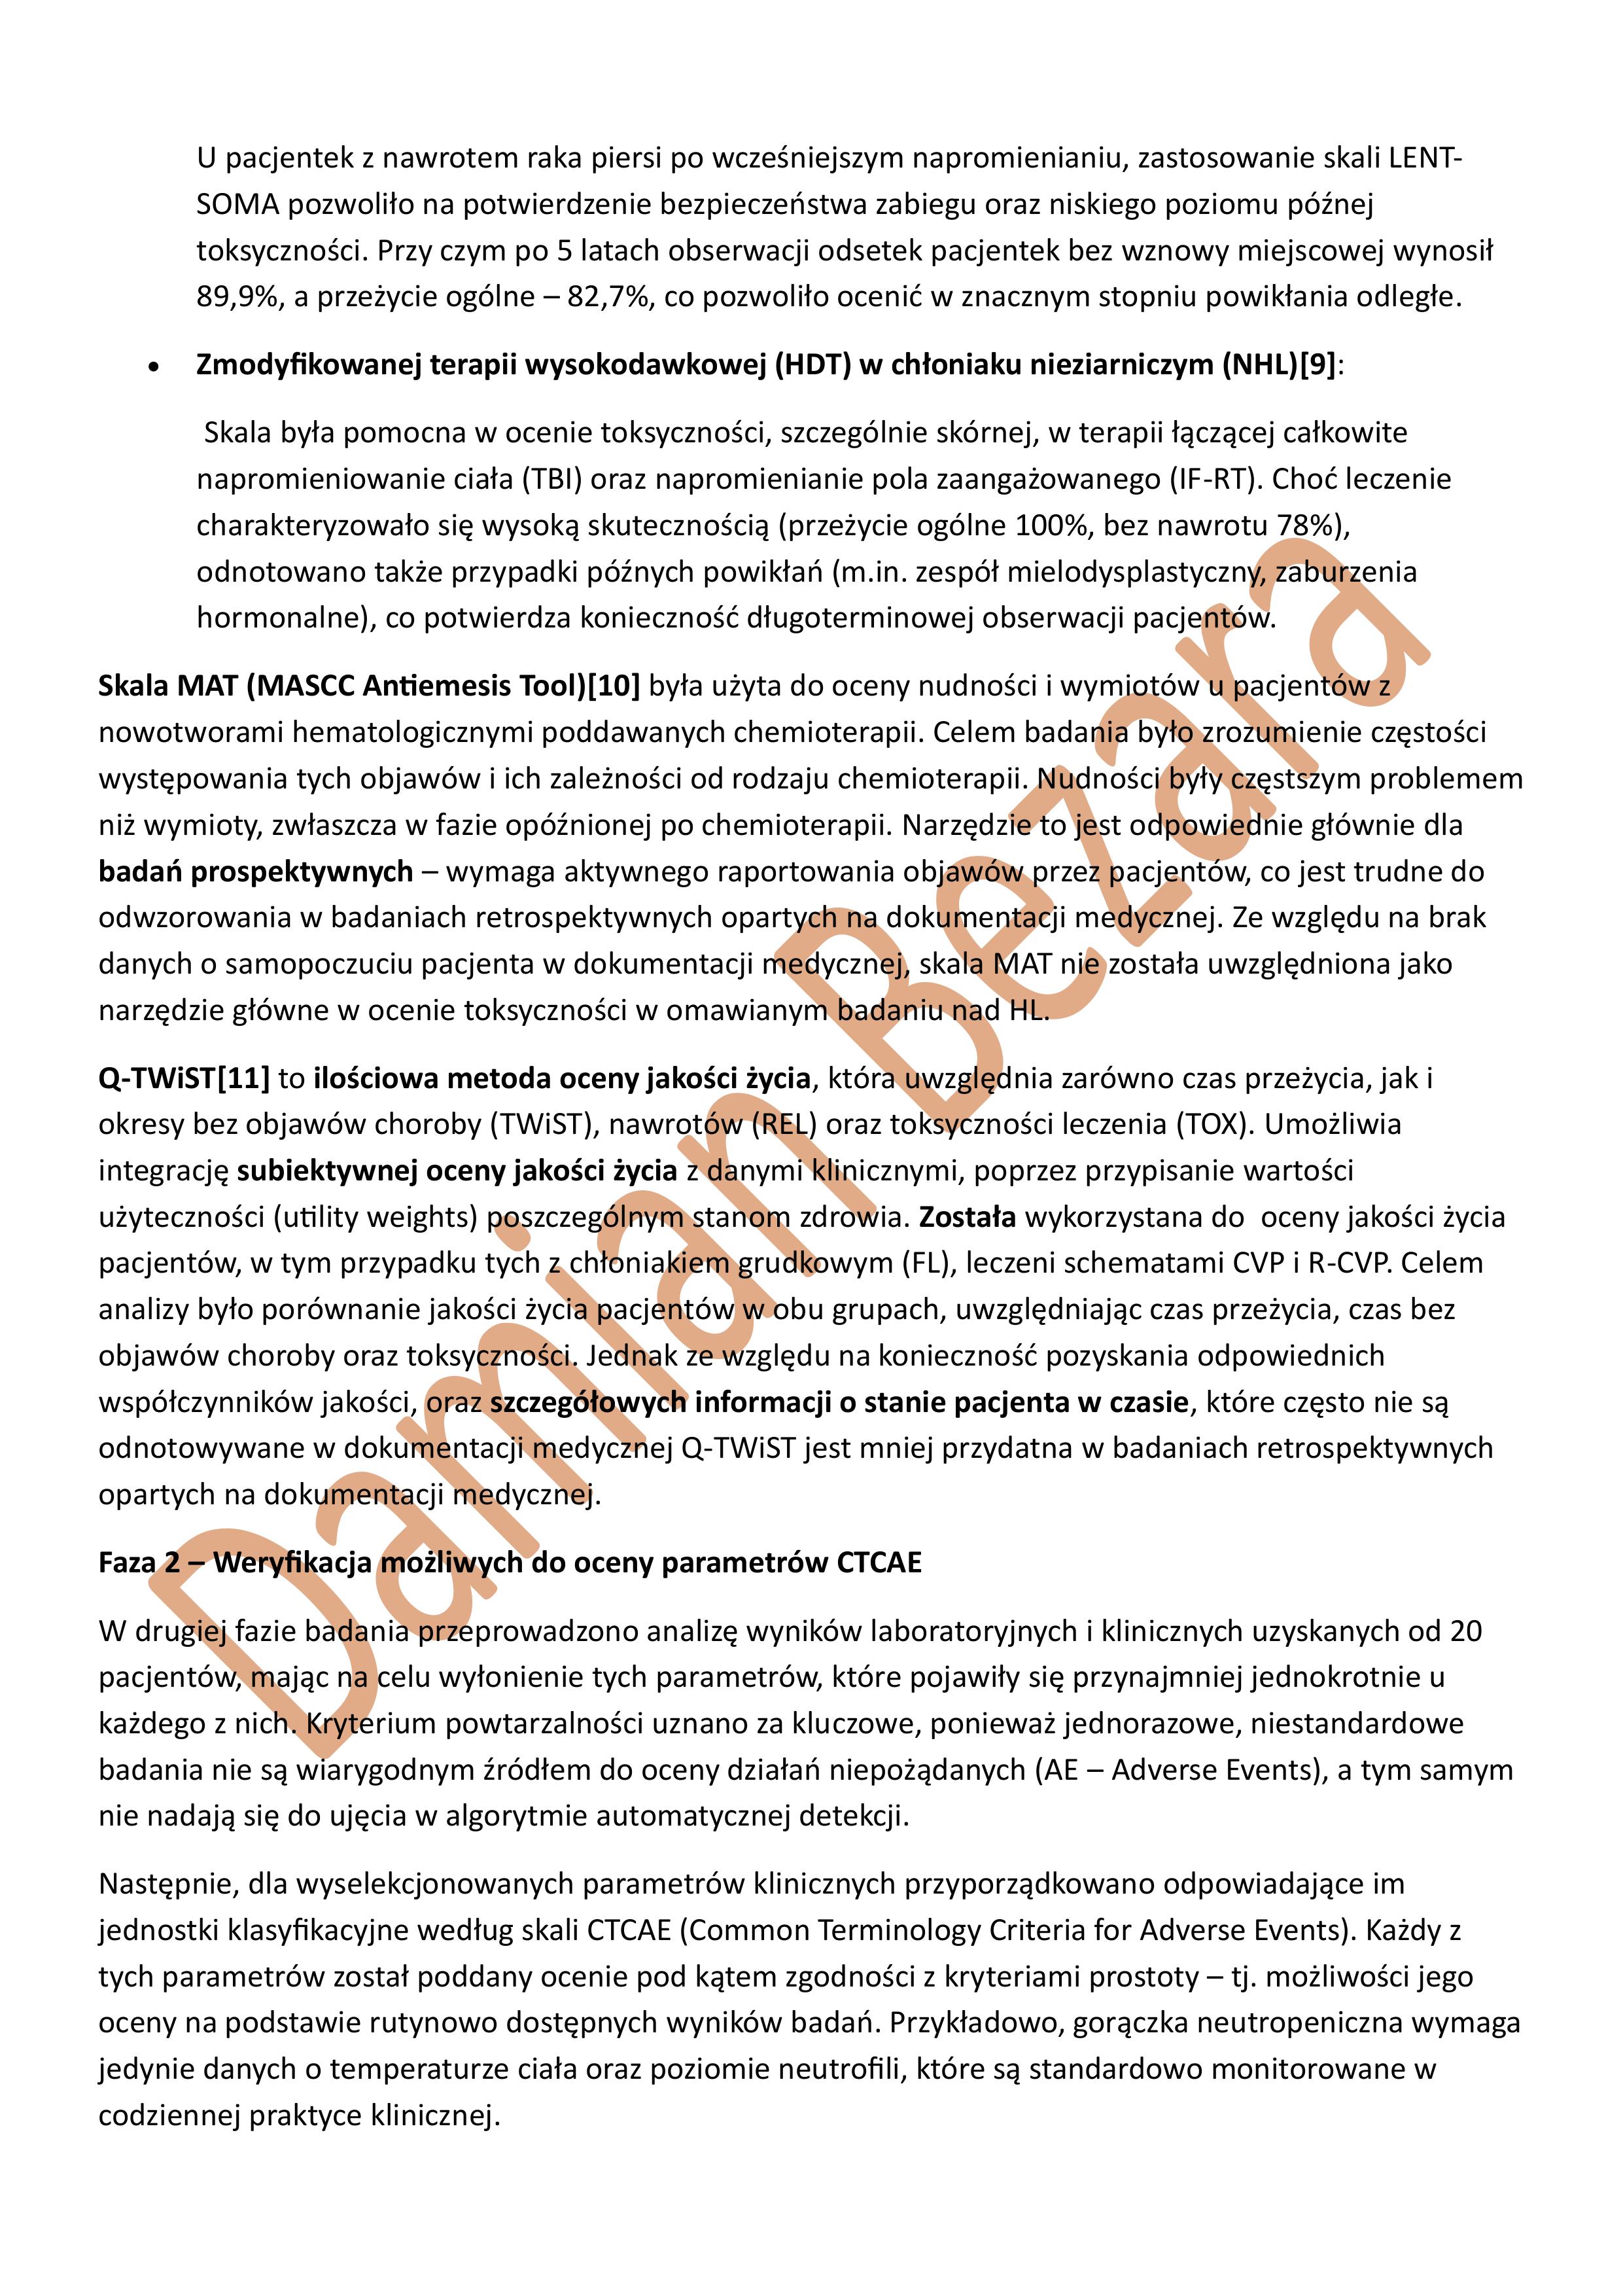 U pacjentek z nawrotem raka piersi po wcześniejszym napromienianiu, zastosowanie skali LENT-
SOMA pozwoliło na potwierdzenie bezpieczeństwa zabiegu oraz niskiego poziomu późnej
toksyczności. Przy czym po 5 latach obserwacji odsetek pacjentek bez wznowy miejscowej wynosił
89,9%, a przeżycie ogólne – 82,7%, co pozwoliło ocenić w znacznym stopniu powikłania odległe.
• Zmodyfikowanej terapii wysokodawkowej (HDT) w chłoniaku nieziarniczym (NHL)[9]:
Skala była pomocna w ocenie toksyczności, szczególnie skórnej, w terapii łączącej całkowite
napromieniowanie ciała (TBI) oraz napromienianie pola zaangażowanego (IF-RT). Choć leczenie
charakteryzowało się wysoką skutecznością (przeżycie ogólne 100%, bez nawrotu 78%),
odnotowano także przypadki późnych powikłań (m.in. zespół mielodysplastyczny, zaburzenia
hormonalne), co potwierdza konieczność długoterminowej obserwacji pacjentów.
Skala MAT (MASCC Antiemesis Tool)[10] była użyta do oceny nudności i wymiotów u pacjentów z
nowotworami hematologicznymi poddawanych chemioterapii. Celem badania było zrozumienie częstości
występowania tych objawów i ich zależności od rodzaju chemioterapii. Nudności były częstszym problemem
niż wymioty, zwłaszcza w fazie opóźnionej po chemioterapii. Narzędzie to jest odpowiednie głównie dla
badań prospektywnych – wymaga aktywnego raportowania objawów przez pacjentów, co jest trudne do
odwzorowania w badaniach retrospektywnych opartych na dokumentacji medycznej. Ze względu na brak
danych o samopoczuciu pacjenta w dokumentacji medycznej, skala MAT nie została uwzględniona jako
narzędzie główne w ocenie toksyczności w omawianym badaniu nad HL.
Q-TWiST[11] to ilościowa metoda oceny jakości życia, która uwzględnia zarówno czas przeżycia, jak i
okresy bez objawów choroby (TWiST), nawrotów (REL) oraz toksyczności leczenia (TOX). Umożliwia
integrację subiektywnej oceny jakości życia z danymi klinicznymi, poprzez przypisanie wartości
użyteczności (utility weights) poszczególnym stanom zdrowia. Została wykorzystana do  oceny jakości życia
pacjentów, w tym przypadku tych z chłoniakiem grudkowym (FL), leczeni schematami CVP i R-CVP. Celem
analizy było porównanie jakości życia pacjentów w obu grupach, uwzględniając czas przeżycia, czas bez
objawów choroby oraz toksyczności. Jednak ze względu na konieczność pozyskania odpowiednich
współczynników jakości, oraz szczegółowych informacji o stanie pacjenta w czasie, które często nie są
odnotowywane w dokumentacji medycznej Q-TWiST jest mniej przydatna w badaniach retrospektywnych
opartych na dokumentacji medycznej.
Faza 2 – Weryfikacja możliwych do oceny parametrów CTCAE
W drugiej fazie badania przeprowadzono analizę wyników laboratoryjnych i klinicznych uzyskanych od 20
pacjentów, mając na celu wyłonienie tych parametrów, które pojawiły się przynajmniej jednokrotnie u
każdego z nich. Kryterium powtarzalności uznano za kluczowe, ponieważ jednorazowe, niestandardowe
badania nie są wiarygodnym źródłem do oceny działań niepożądanych (AE – Adverse Events), a tym samym
nie nadają się do ujęcia w algorytmie automatycznej detekcji.
Następnie, dla wyselekcjonowanych parametrów klinicznych przyporządkowano odpowiadające im
jednostki klasyfikacyjne według skali CTCAE (Common Terminology Criteria for Adverse Events). Każdy z
tych parametrów został poddany ocenie pod kątem zgodności z kryteriami prostoty – tj. możliwości jego
oceny na podstawie rutynowo dostępnych wyników badań. Przykładowo, gorączka neutropeniczna wymaga
jedynie danych o temperaturze ciała oraz poziomie neutrofili, które są standardowo monitorowane w
codziennej praktyce klinicznej.
Damian Bezara